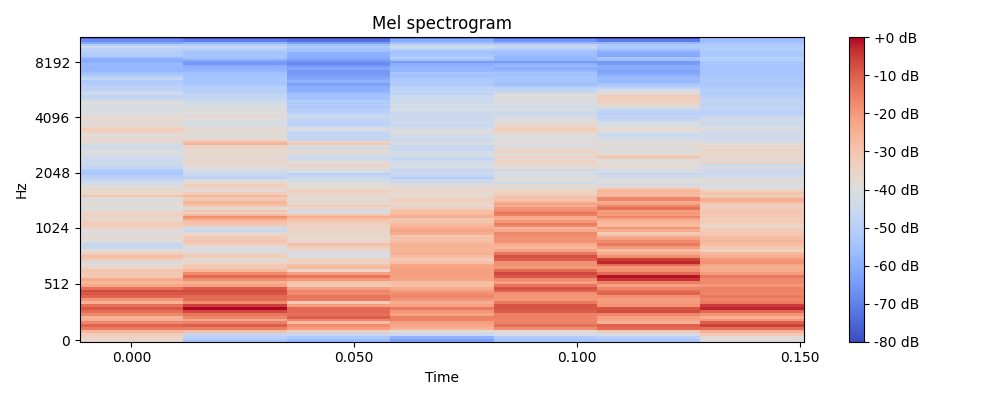 Mel spectrogram
Hz
8192
4096
2048
1024
512
0
0.000
0.050
0.100
0.150
Time
+0 dB
-10 dB
-20 dB
-30 dB
-40 dB
-50 dB
-60 dB
-70 dB
-80 dB